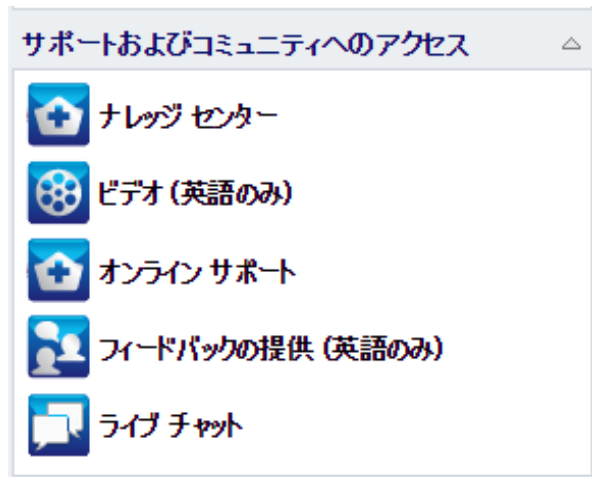 サポートおよびコミュニティへのアクセス
ナレッジ センター
ビデオ (英語のみ)
オンライン サポート
フィードバックの提供 (英語のみ)
ライブ チャット